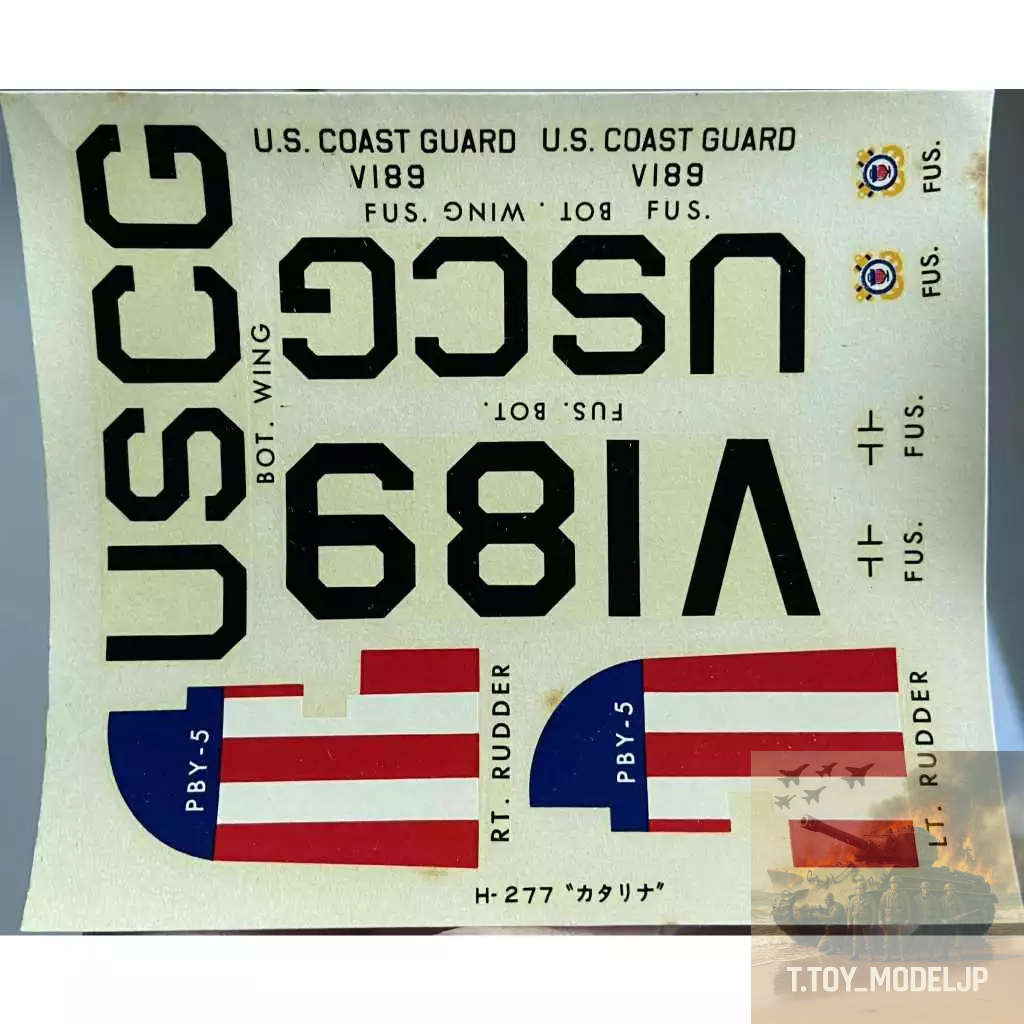 USCG
U.S. COAST GUARD U.S. COAST GUARD
V189 V189
FUS. BOT. WING FUS.
USCG
BOT. WING
FUS. BOT.
V189
FUS.
FUS.
FUS.
FUS.
PBY-5
RT. RUDDER
PBY-5
LT. RUDDER
H-277 "カタリナ"
T.TOY_MODELJP